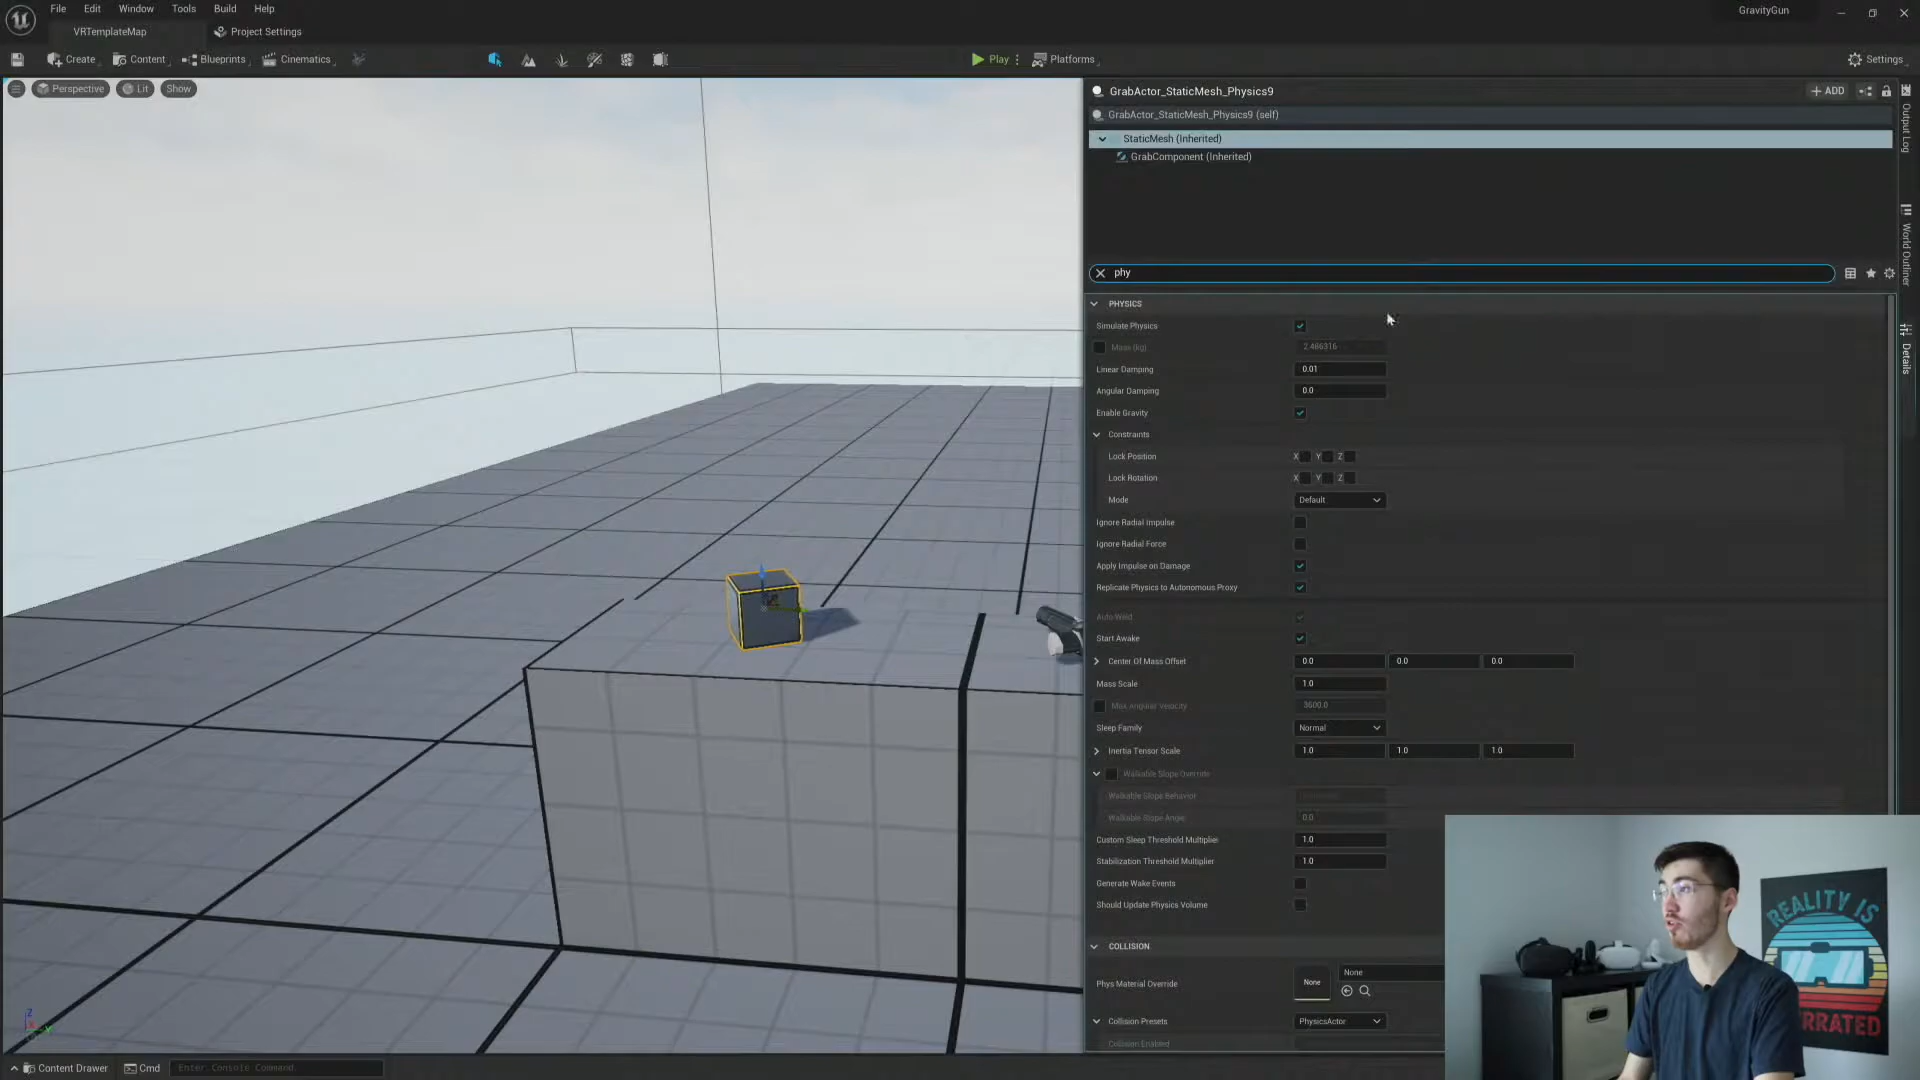 File Edit Window Tools Build Help
GravityGun
VRTemplateMap Project Settings
Create Content Blueprints Cinematics Play Platforms Settings
Perspective Lit Show
GrabActor_StaticMesh_Physics9
+ ADD
GrabActor_StaticMesh_Physics9 (self)
StaticMesh (Inherited)
GrabComponent (Inherited)
phy
PHYSICS
Simulate Physics
Mass (kg) 2.486316
Linear Damping 0.01
Angular Damping 0.0
Enable Gravity
Constraints
Lock Position X Y Z
Lock Rotation X Y Z
Mode Default
Ignore Radial Impulse
Ignore Radial Force
Apply Impulse on Damage
Replicate Physics to Autonomous Proxy
Auto Weld
Start Awake
Center Of Mass Offset 0.0 0.0 0.0
Mass Scale 1.0
Max Angular Velocity 3600.0
Sleep Family Normal
Inertia Tensor Scale 1.0 1.0 1.0
Walkable Slope Override
Walkable Slope Behavior
Walkable Slope Angle 0.0
Custom Sleep Threshold Multiplier 1.0
Stabilization Threshold Multiplier 1.0
Generate Wake Events
Should Update Physics Volume
COLLISION
Phys Material Override None None
Collision Presets PhysicsActor
Collision Enabled
Output Log
World Outliner
Details
Z
X
Y
Content Drawer Cmd Enter Console Command
REALITY IS
RRATED